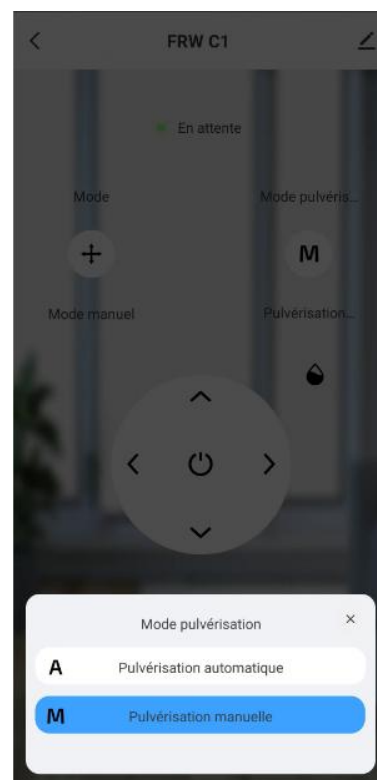 FRW C1
En attente
Mode
Mode pulvéris...
M
Mode manuel
Pulvérisation...
Mode pulvérisation
A Pulvérisation automatique
M Pulvérisation manuelle